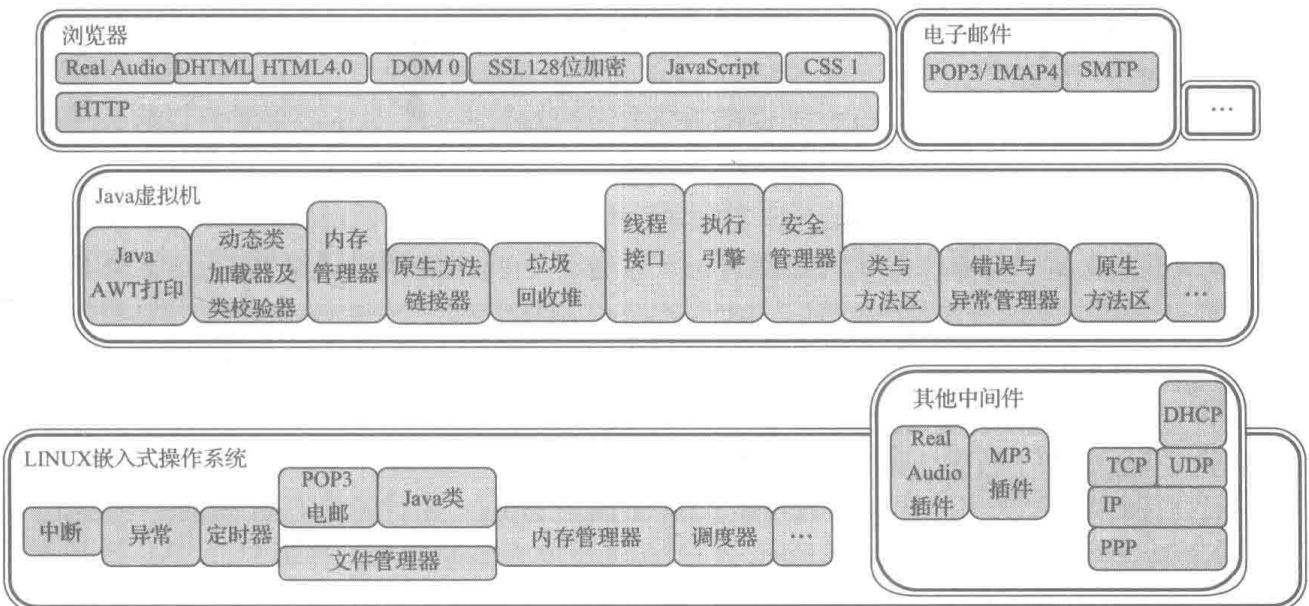 浏览器
Real Audio DHTML HTML4.0 DOM 0 SSL128位加密 JavaScript CSS 1
HTTP
电子邮件
POP3/ IMAP4 SMTP
…
Java虚拟机
Java
AWT打印
动态类
加载器及
类校验器
内存
管理器
原生方法
链接器
垃圾
回收堆
线程
接口
执行
引擎
安全
管理器
类与
方法区
错误与
异常管理器
原生
方法区
…
其他中间件
Real
Audio
插件
MP3
插件
DHCP
TCP UDP
IP
PPP
LINUX嵌入式操作系统
中断
异常
定时器
POP3
电邮
Java类
文件管理器
内存管理器
调度器
…